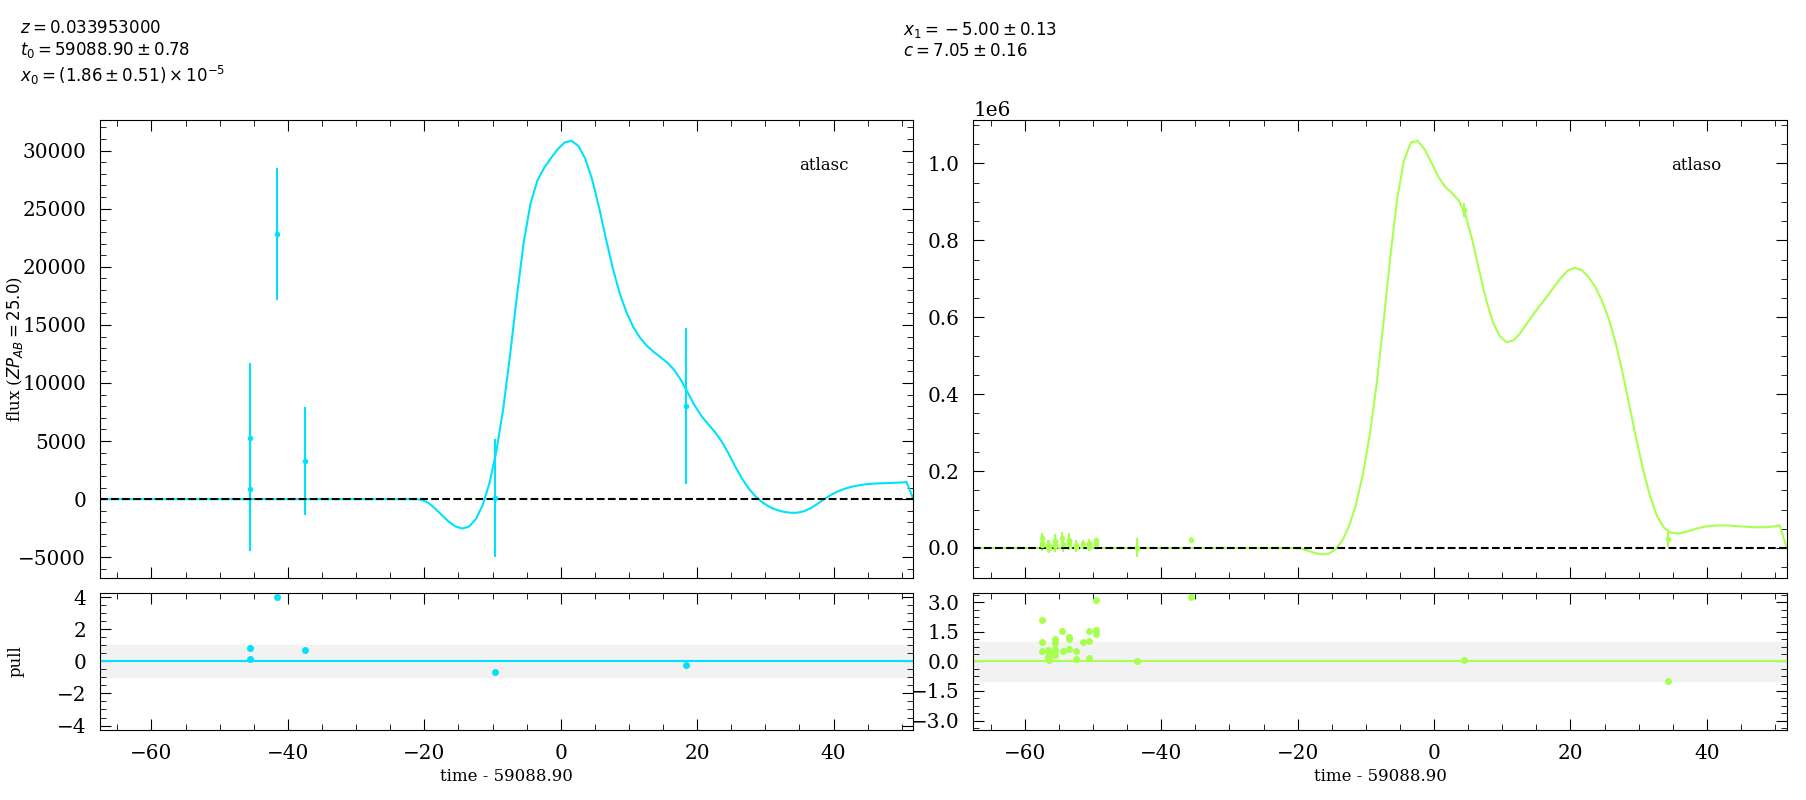 z = 0.033953000
t₀ = 59088.90 ± 0.78
x₀ = (1.86 ± 0.51) × 10⁻⁵
x₁ = −5.00 ± 0.13
c = 7.05 ± 0.16
atlasc
30000
25000
20000
15000
10000
5000
0
−5000
flux (ZP_AB = 25.0)
1e6
atlaso
1.0
0.8
0.6
0.4
0.2
0.0
4
2
0
−2
−4
pull
−60 −40 −20 0 20 40
time - 59088.90
3.0
1.5
0.0
−1.5
−3.0
−60 −40 −20 0 20 40
time - 59088.90